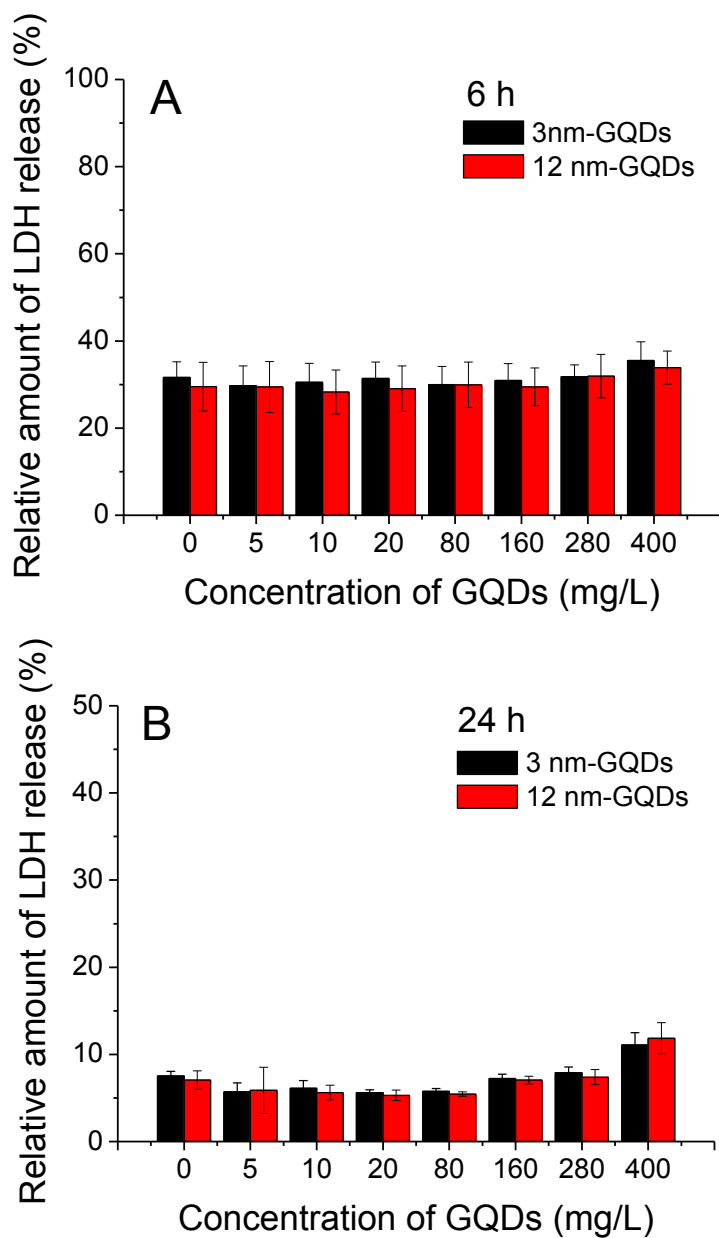 A
6 h
3nm-GQDs
12 nm-GQDs
Relative amount of LDH release (%)
100
80
60
40
20
0
0 5 10 20 80 160 280 400
Concentration of GQDs (mg/L)
B
24 h
3 nm-GQDs
12 nm-GQDs
Relative amount of LDH release (%)
50
40
30
20
10
0
0 5 10 20 80 160 280 400
Concentration of GQDs (mg/L)